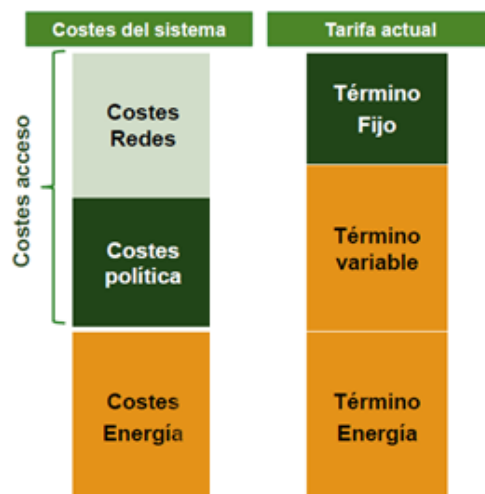 Costes del sistema
Tarifa actual
Costes acceso
Costes
Redes
Costes
política
Costes
Energía
Término
Fijo
Término
variable
Término
Energía